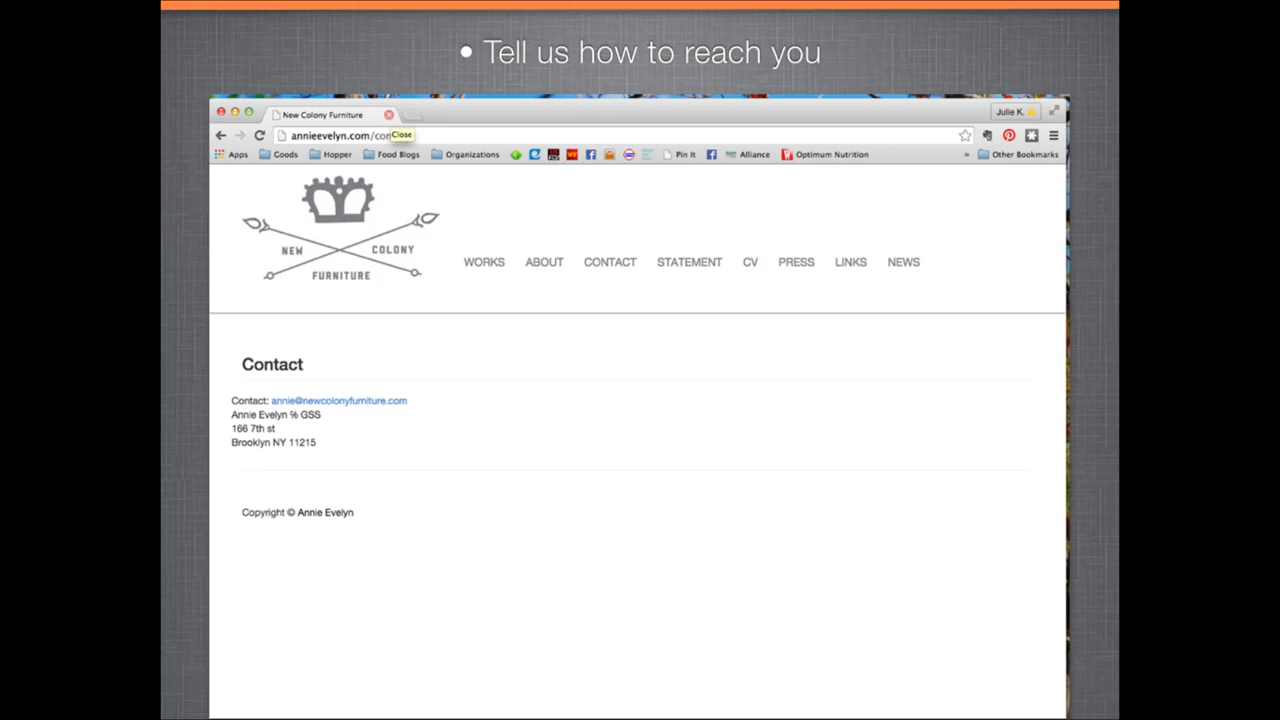 • Tell us how to reach you
New Colony Furniture
Julie K.
annieevelyn.com/con
Close
Apps Goods Hopper Food Blogs Organizations Pin It Alliance Optimum Nutrition » Other Bookmarks
NEW COLONY
FURNITURE
WORKS ABOUT CONTACT STATEMENT CV PRESS LINKS NEWS
Contact
Contact: annie@newcolonyfurniture.com
Annie Evelyn ℅ GSS
166 7th st
Brooklyn NY 11215
Copyright © Annie Evelyn